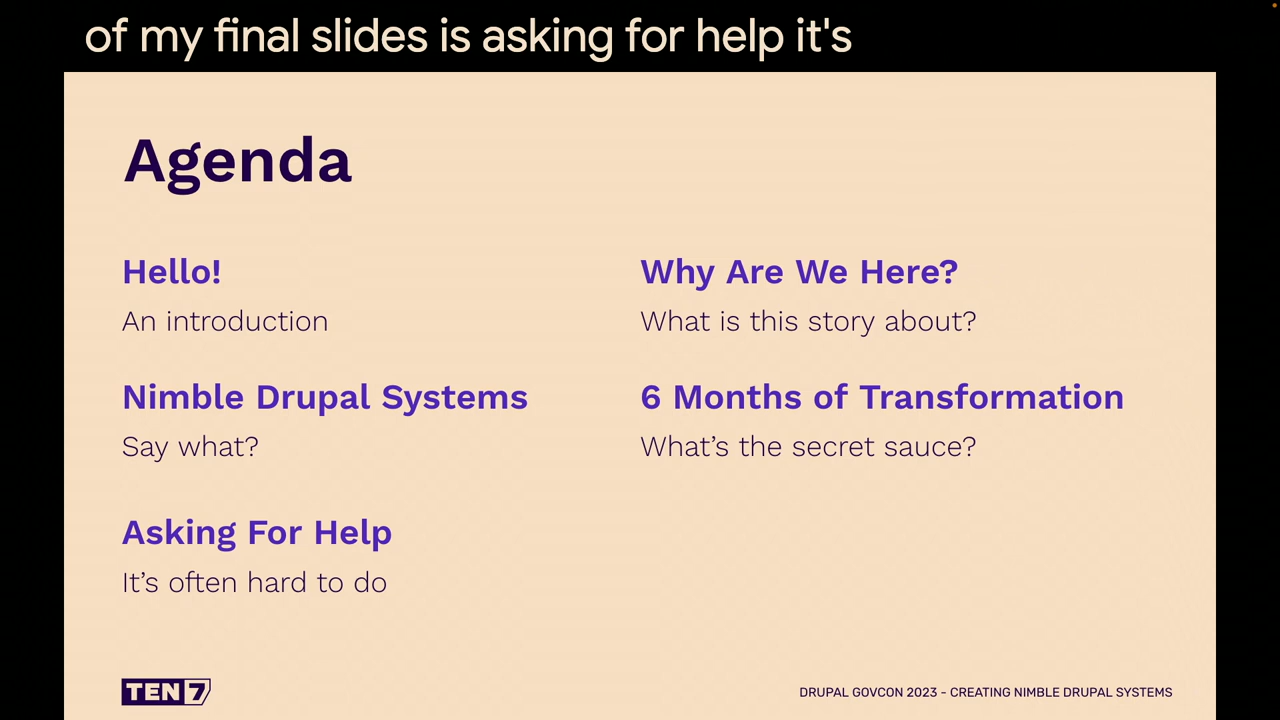 of my final slides is asking for help it's
Agenda
Hello!
An introduction
Why Are We Here?
What is this story about?
Nimble Drupal Systems
Say what?
6 Months of Transformation
What’s the secret sauce?
Asking For Help
It’s often hard to do
TEN7
DRUPAL GOVCON 2023 - CREATING NIMBLE DRUPAL SYSTEMS